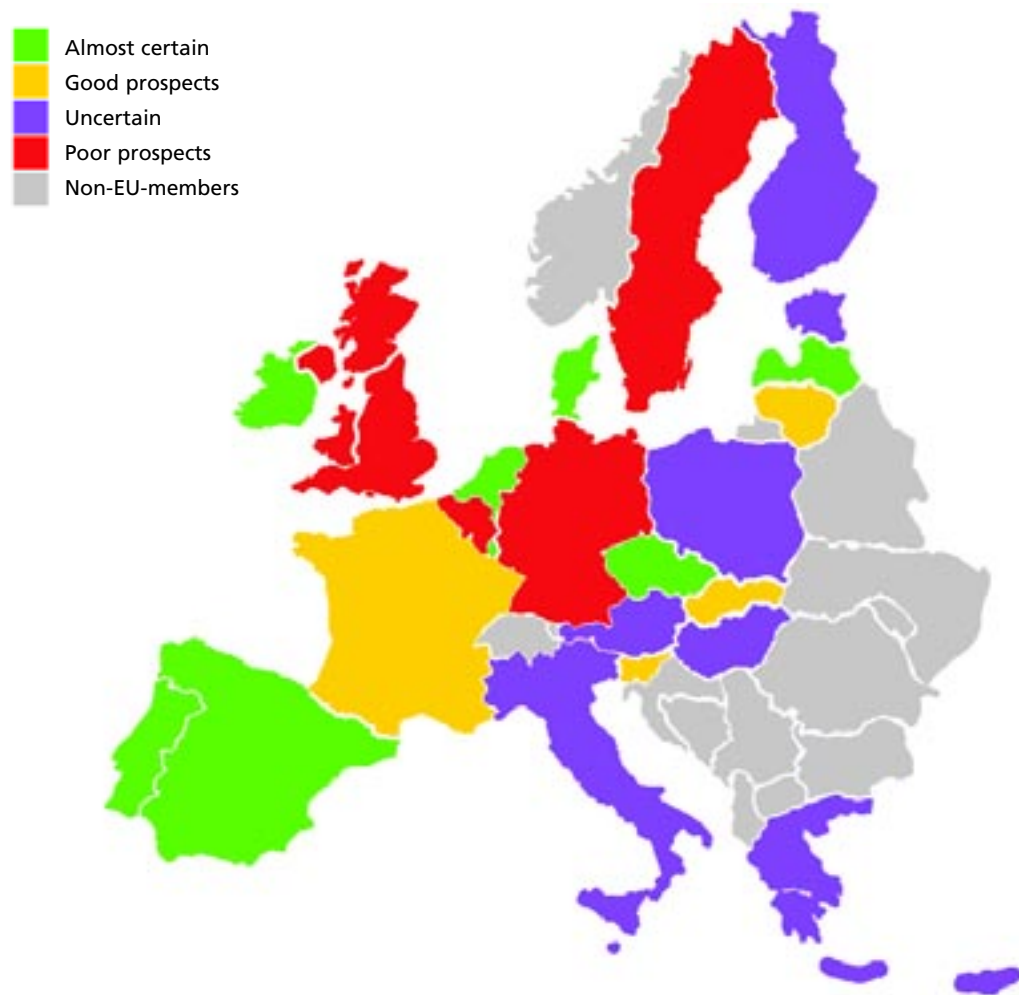 Almost certain
Good prospects
Uncertain
Poor prospects
Non-EU-members